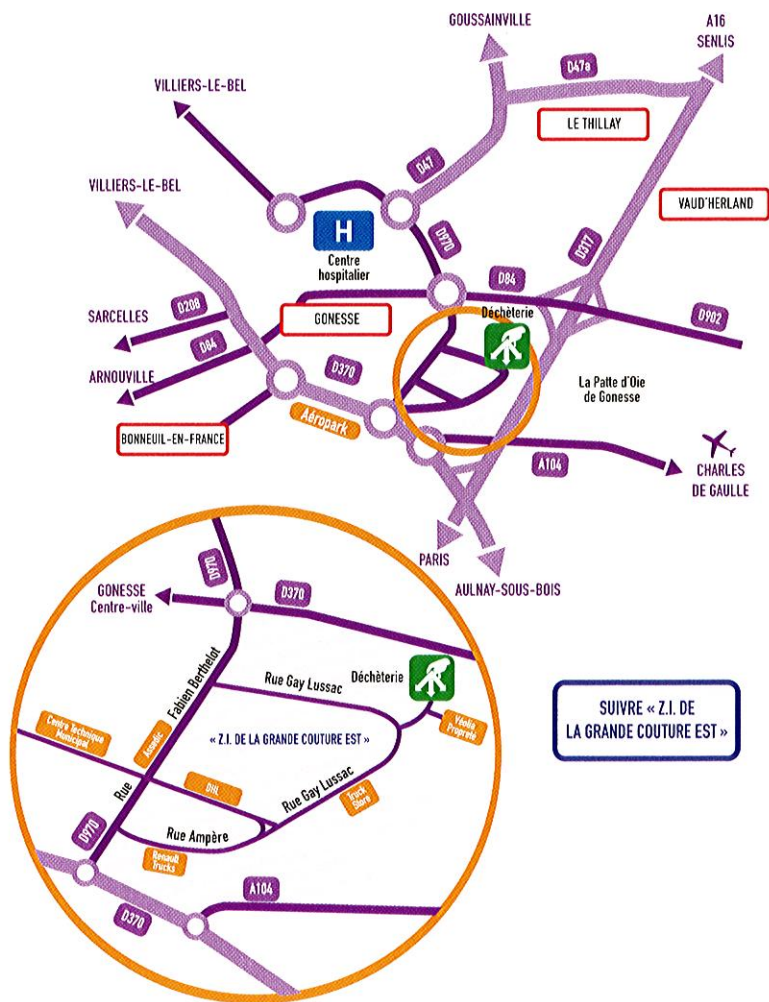 GOUSSAINVILLE
A16
SENLIS
D47a
VILLIERS-LE-BEL
LE THILLAY
D47
VILLIERS-LE-BEL
VAUD'HERLAND
H
D970
D317
Centre
hospitalier
D84
D208
Déchèterie
SARCELLES
GONESSE
D902
D84
D370
ARNOUVILLE
La Patte d'Oie
de Gonesse
Aéropark
BONNEUIL-EN-FRANCE
A104
CHARLES
DE GAULLE
PARIS
AULNAY-SOUS-BOIS
D970
GONESSE
Centre-ville
D370
Rue Gay Lussac
Déchèterie
Fabien Berthelot
SUIVRE « Z.I. DE
LA GRANDE COUTURE EST »
Centre Technique
Municipal
Assedic
« Z.I. DE LA GRANDE COUTURE EST »
Véolia
Propreté
Rue
DHL
Rue Gay Lussac
Truck
Store
Rue Ampère
D970
Renault
Trucks
A104
D370